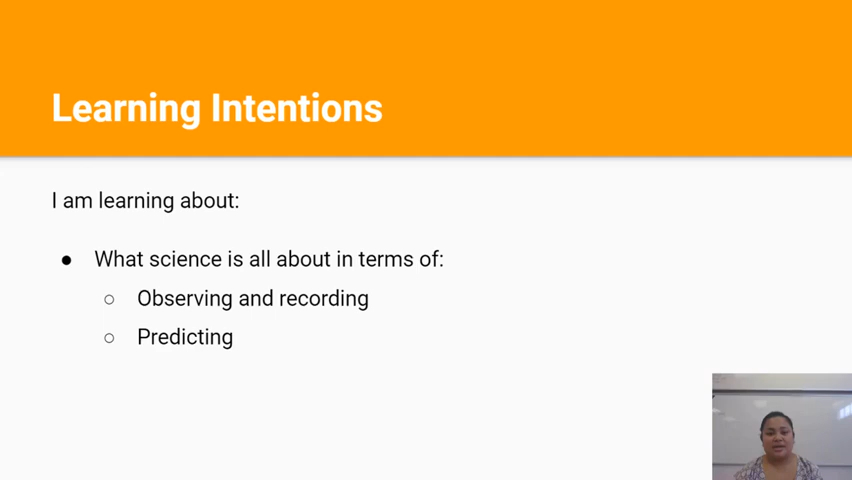 Learning Intentions
I am learning about:
● What science is all about in terms of:
○ Observing and recording
○ Predicting